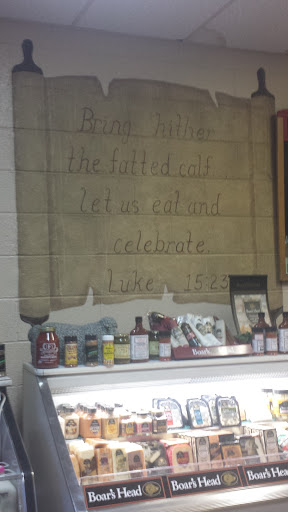 Bring hither
the fatted calf
let us eat and
celebrate.
Luke 15:23
Boar's
Boar's Head
Boar's Head
Boar's Head